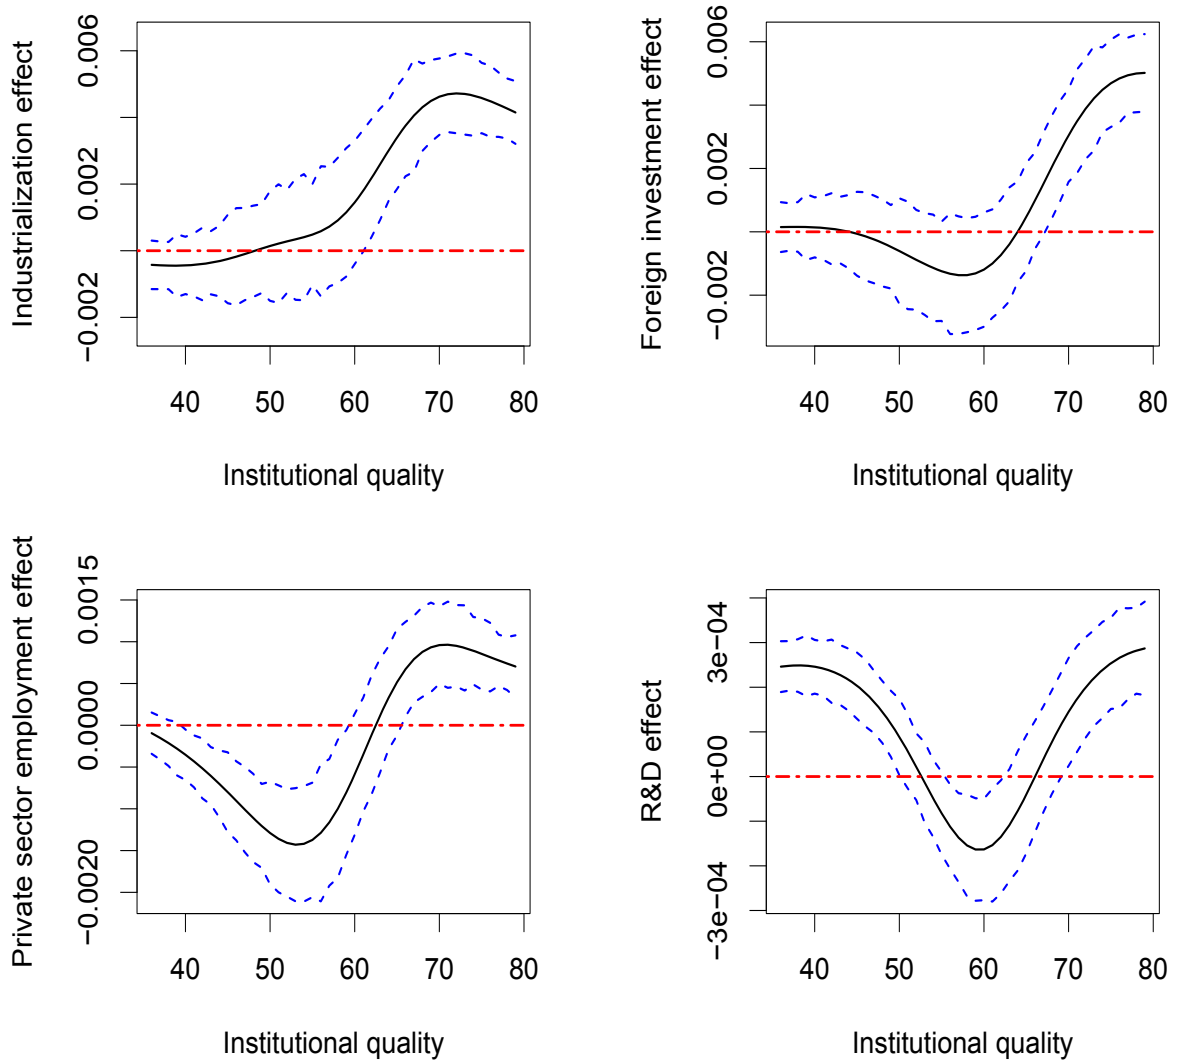 Industrialization effect
0.006
0.002
−0.002
40 50 60 70 80
Institutional quality
Foreign investment effect
0.006
0.002
−0.002
40 50 60 70 80
Institutional quality
Private sector employment effect
0.0015
0.0000
−0.0020
40 50 60 70 80
Institutional quality
R&D effect
3e−04
0e+00
−3e−04
40 50 60 70 80
Institutional quality